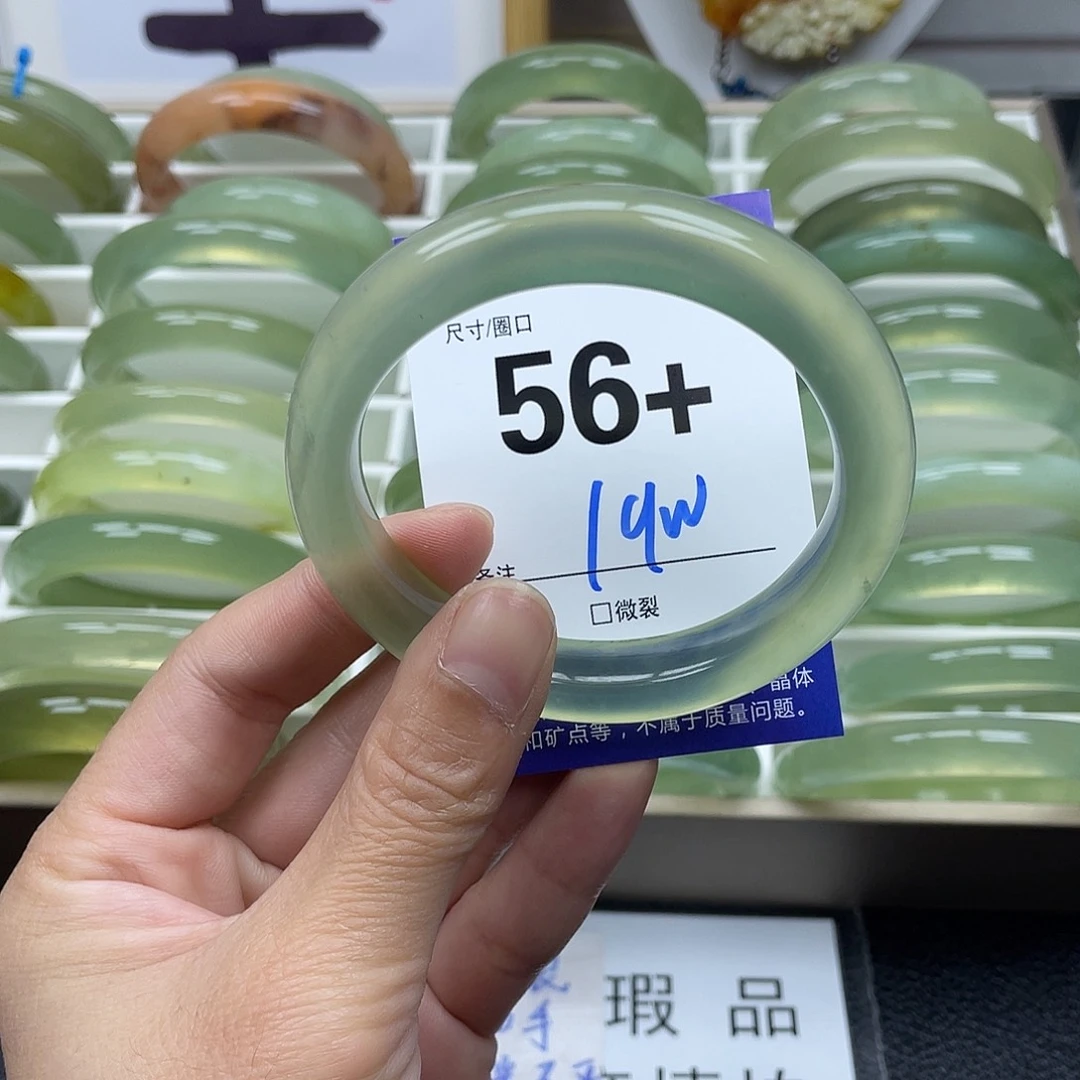 尺寸/圈口
56+
19w
备注
□微裂
晶体
和矿点等，不属于质量问题。
瑕 品
手